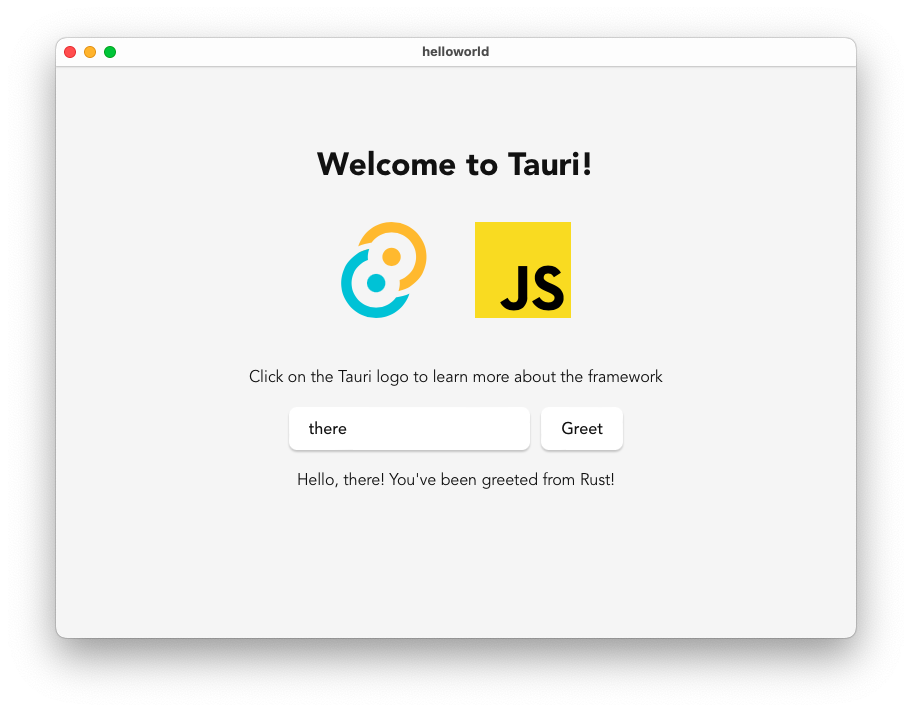 helloworld
Welcome to Tauri!
JS
Click on the Tauri logo to learn more about the framework
there
Greet
Hello, there! You've been greeted from Rust!